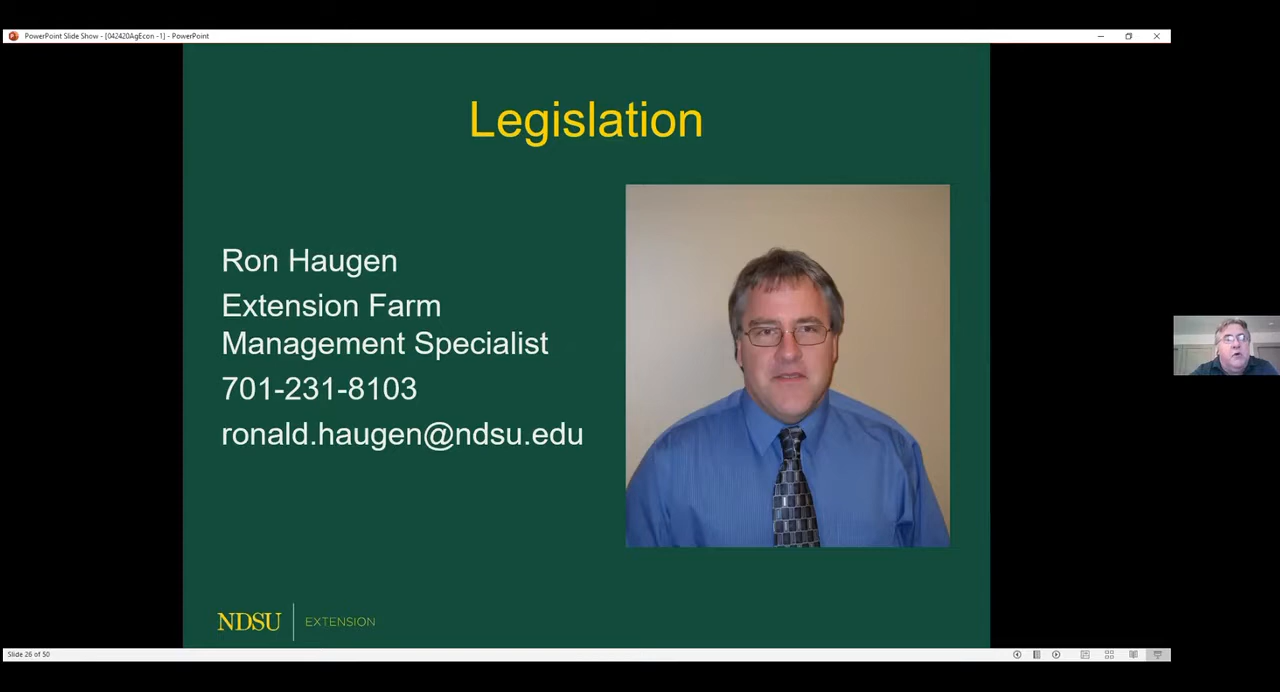 PowerPoint Slide Show - [042420AgEcon -1] - PowerPoint
Legislation
Ron Haugen
Extension Farm
Management Specialist
701-231-8103
ronald.haugen@ndsu.edu
NDSU EXTENSION
Slide 26 of 50